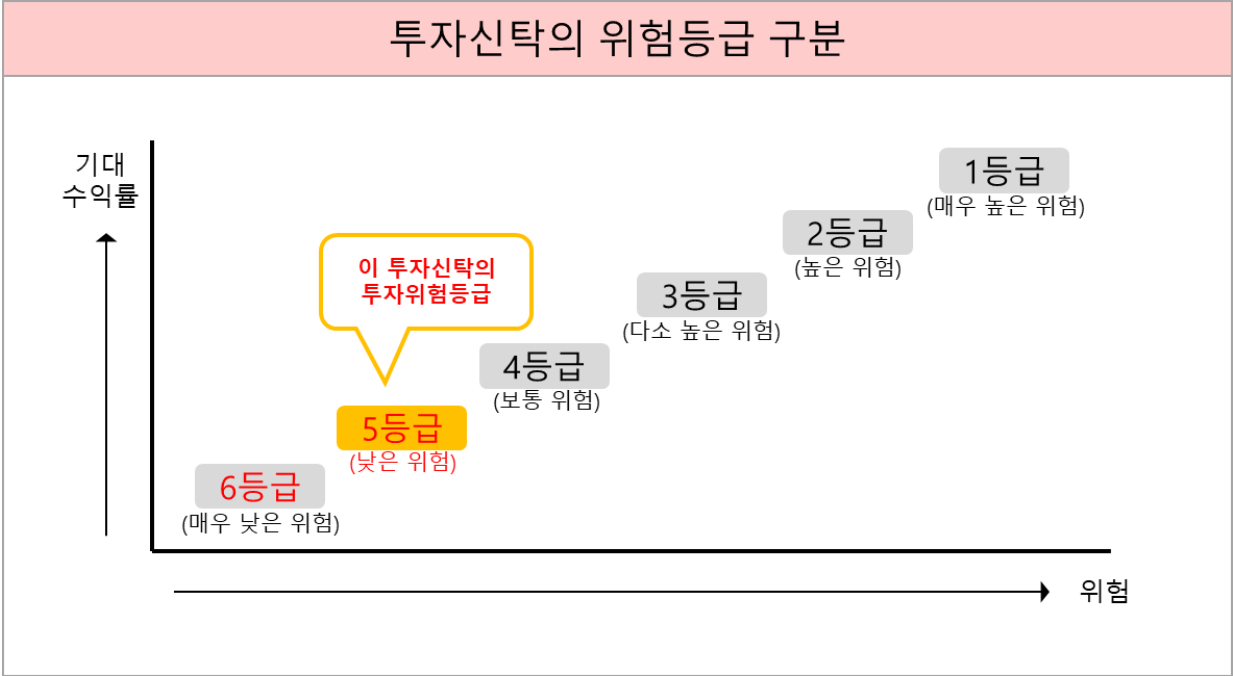 투자신탁의 위험등급 구분
기대
수익률
1등급
(매우 높은 위험)
2등급
(높은 위험)
이 투자신탁의
투자위험등급
3등급
(다소 높은 위험)
4등급
(보통 위험)
5등급
(낮은 위험)
6등급
(매우 낮은 위험)
위험